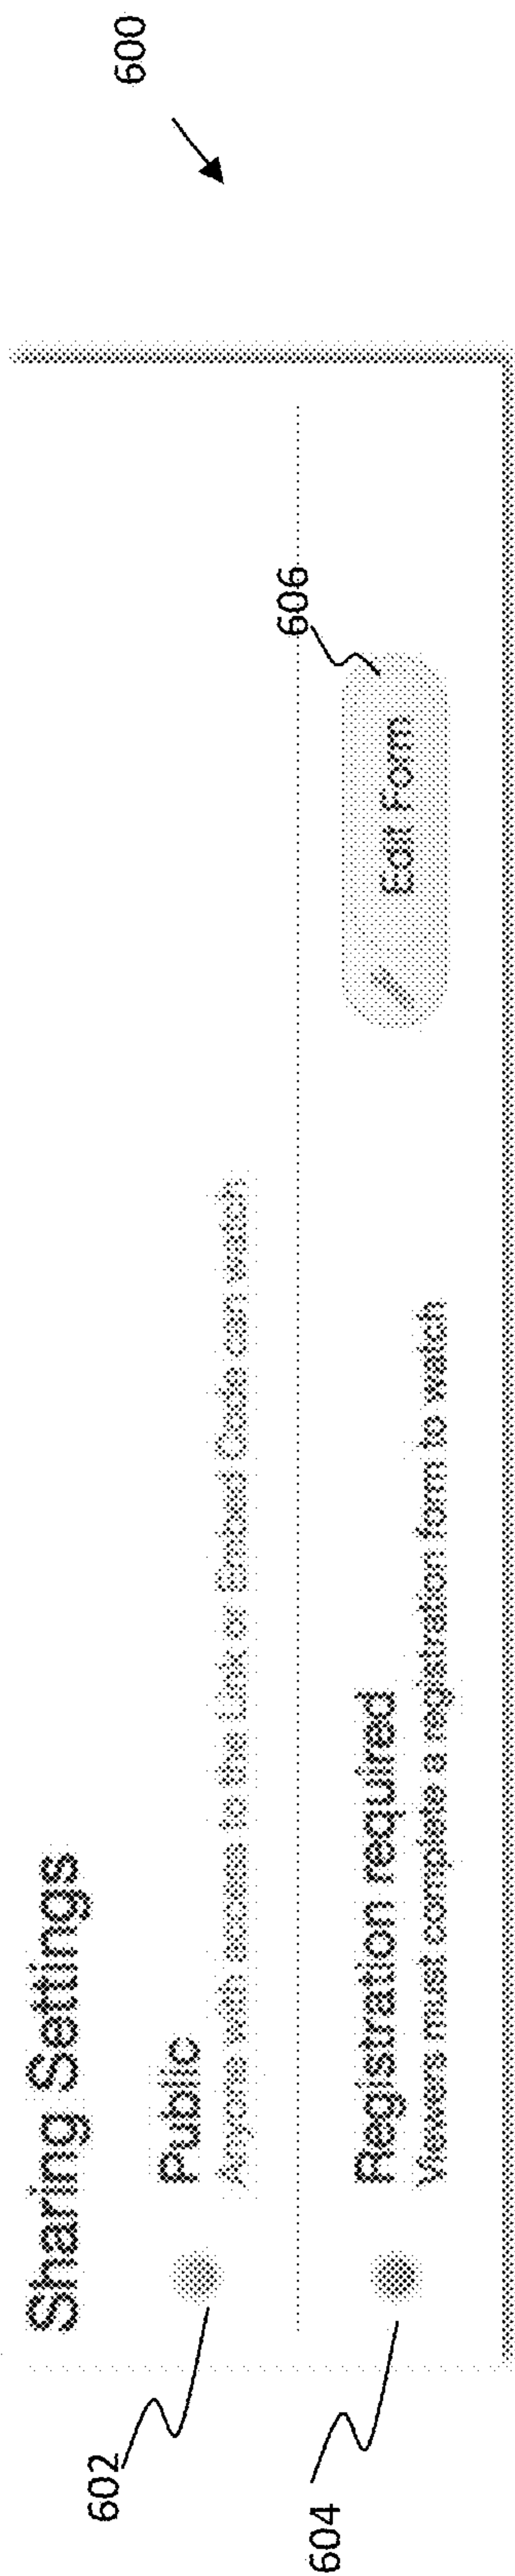 600
Sharing Settings
602
Public
Anyone with access to the Link or Embed Code can watch
606
604
Registration required
Edit Form
Viewers must complete a registration form to watch